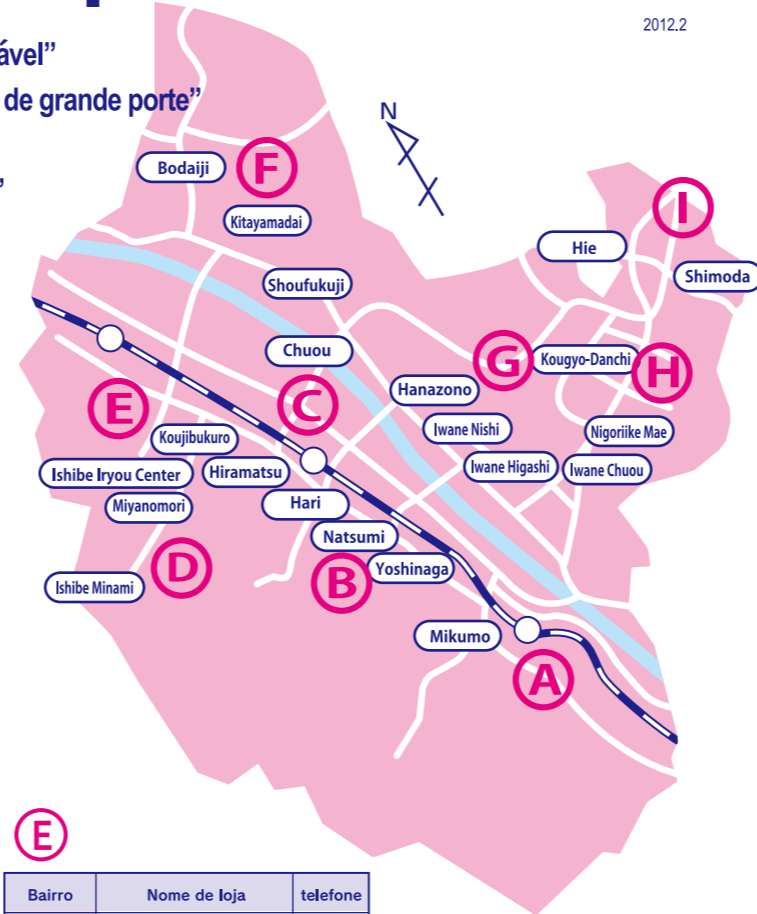 2012.2
ável”
de grande porte”
”
N
Bodaiji
F
Kitayamadai
I
Hie
Shimoda
Shoufukuji
Chuou
G
Kougyo-Danchi
H
E
C
Hanazono
Koujibukuro
Iwane Nishi
Nigoriike Mae
Ishibe Iryou Center
Hiramatsu
Iwane Higashi
Iwane Chuou
Miyanomori
Hari
Natsumi
D
B
Yoshinaga
Ishibe Minami
Mikumo
A
E
Bairro Nome de loja telefone